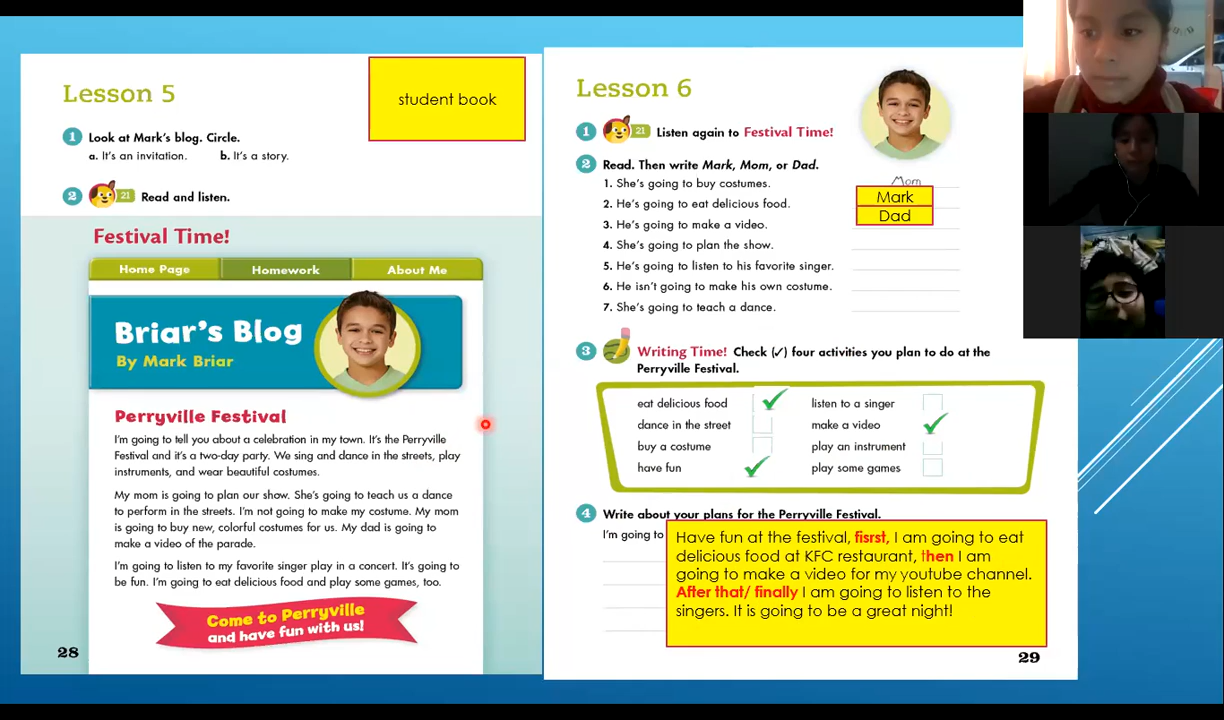 Lesson 5
student book
1 Look at Mark's blog. Circle.
a. It's an invitation. b. It's a story.
2 21 Read and listen.
Festival Time!
Home Page Homework About Me
Briar's Blog
By Mark Briar
Perryville Festival
I'm going to tell you about a celebration in my town. It's the Perryville
Festival and it's a two-day party. We sing and dance in the streets, play
instruments, and wear beautiful costumes.
My mom is going to plan our show. She's going to teach us a dance
to perform in the streets. I'm not going to make my costume. My mom
is going to buy new, colorful costumes for us. My dad is going to
make a video of the parade.
I'm going to listen to my favorite singer play in a concert. It's going to
be fun. I'm going to eat delicious food and play some games, too.
Come to Perryville
and have fun with us!
28
Lesson 6
1 21 Listen again to Festival Time!
2 Read. Then write Mark, Mom, or Dad.
1. She's going to buy costumes. Mom
2. He's going to eat delicious food. Mark
3. He's going to make a video. Dad
4. She's going to plan the show.
5. He's going to listen to his favorite singer.
6. He isn't going to make his own costume.
7. She's going to teach a dance.
3 Writing Time! Check (✓) four activities you plan to do at the
Perryville Festival.
eat delicious food ✓ listen to a singer
dance in the street make a video ✓
buy a costume play an instrument
have fun ✓ play some games
4 Write about your plans for the Perryville Festival.
I'm going to
Have fun at the festival, fisrst, I am going to eat
delicious food at KFC restaurant, then I am
going to make a video for my youtube channel.
After that/ finally I am going to listen to the
singers. It is going to be a great night!
29